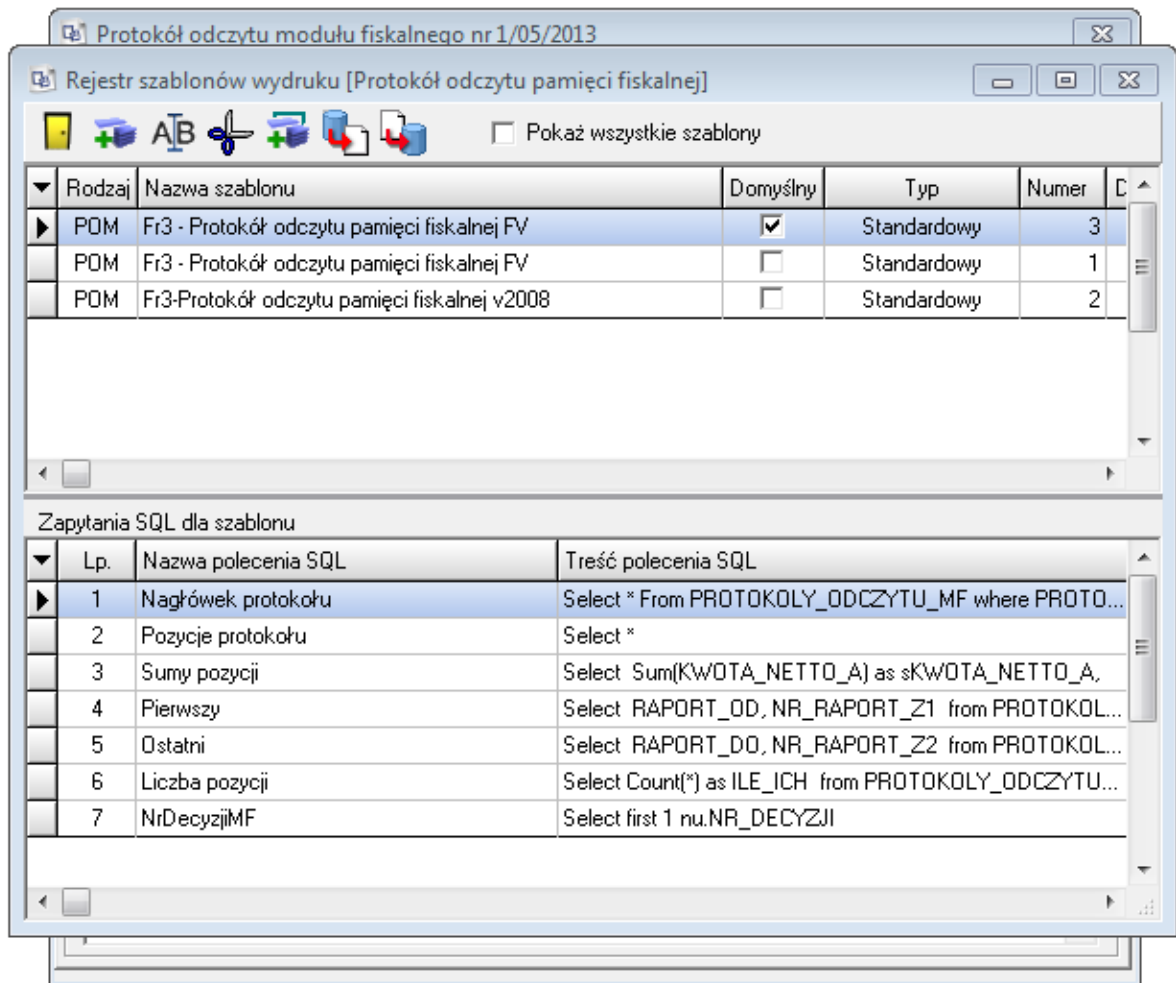 Protokół odczytu modułu fiskalnego nr 1/05/2013
Rejestr szablonów wydruku [Protokół odczytu pamięci fiskalnej]
AB Pokaż wszystkie szablony
Rodzaj Nazwa szablonu Domyślny Typ Numer
POM Fr3 - Protokół odczytu pamięci fiskalnej FV Standardowy 3
POM Fr3 - Protokół odczytu pamięci fiskalnej FV Standardowy 1
POM Fr3-Protokół odczytu pamięci fiskalnej v2008 Standardowy 2
Zapytania SQL dla szablonu
Lp. Nazwa polecenia SQL Treść polecenia SQL
1 Nagłówek protokołu Select * From PROTOKOLY_ODCZYTU_MF where PROTO...
2 Pozycje protokołu Select *
3 Sumy pozycji Select Sum(KWOTA_NETTO_A) as sKWOTA_NETTO_A,
4 Pierwszy Select RAPORT_OD, NR_RAPORT_Z1 from PROTOKOL...
5 Ostatni Select RAPORT_DO, NR_RAPORT_Z2 from PROTOKOL...
6 Liczba pozycji Select Count(*) as ILE_ICH from PROTOKOLY_ODCZYTU...
7 NrDecyzjiMF Select first 1 nu.NR_DECYZJI